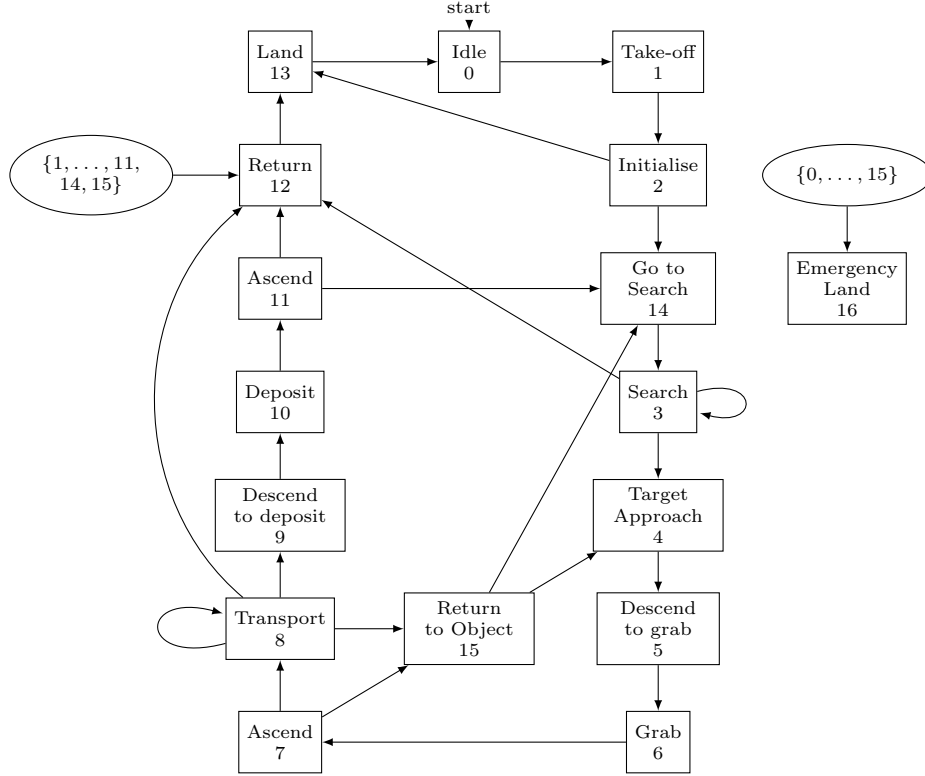 start
Land
13
Idle
0
Take-off
1
{1, . . . , 11,
14, 15}
Return
12
Initialise
2
{0, . . . , 15}
Ascend
11
Go to
Search
14
Emergency
Land
16
Deposit
10
Search
3
Descend
to deposit
9
Target
Approach
4
Transport
8
Return
to Object
15
Descend
to grab
5
Ascend
7
Grab
6